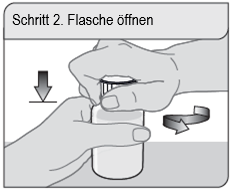 Schritt 2. Flasche öffnen